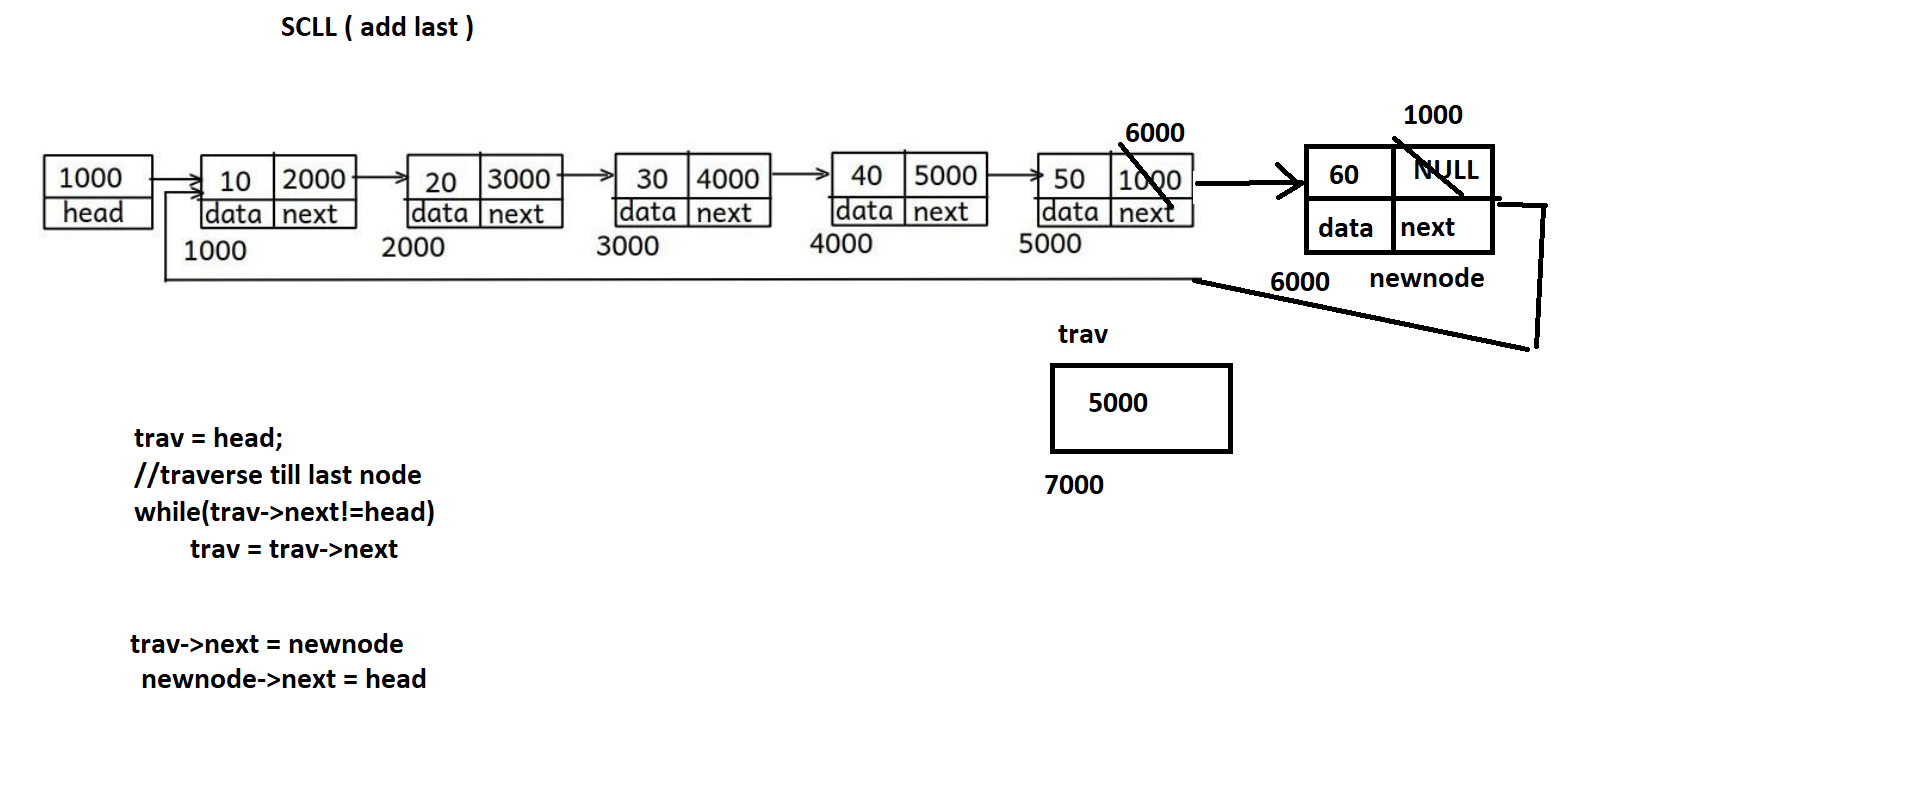 SCLL ( add last )
1000
6000
1000 10 2000 20 3000 30 4000 40 5000 50 1000 60 NULL
head data next data next data next data next data next data next
1000 2000 3000 4000 5000
6000 newnode
trav
5000
7000
trav = head;
//traverse till last node
while(trav->next!=head)
trav = trav->next
trav->next = newnode
newnode->next = head